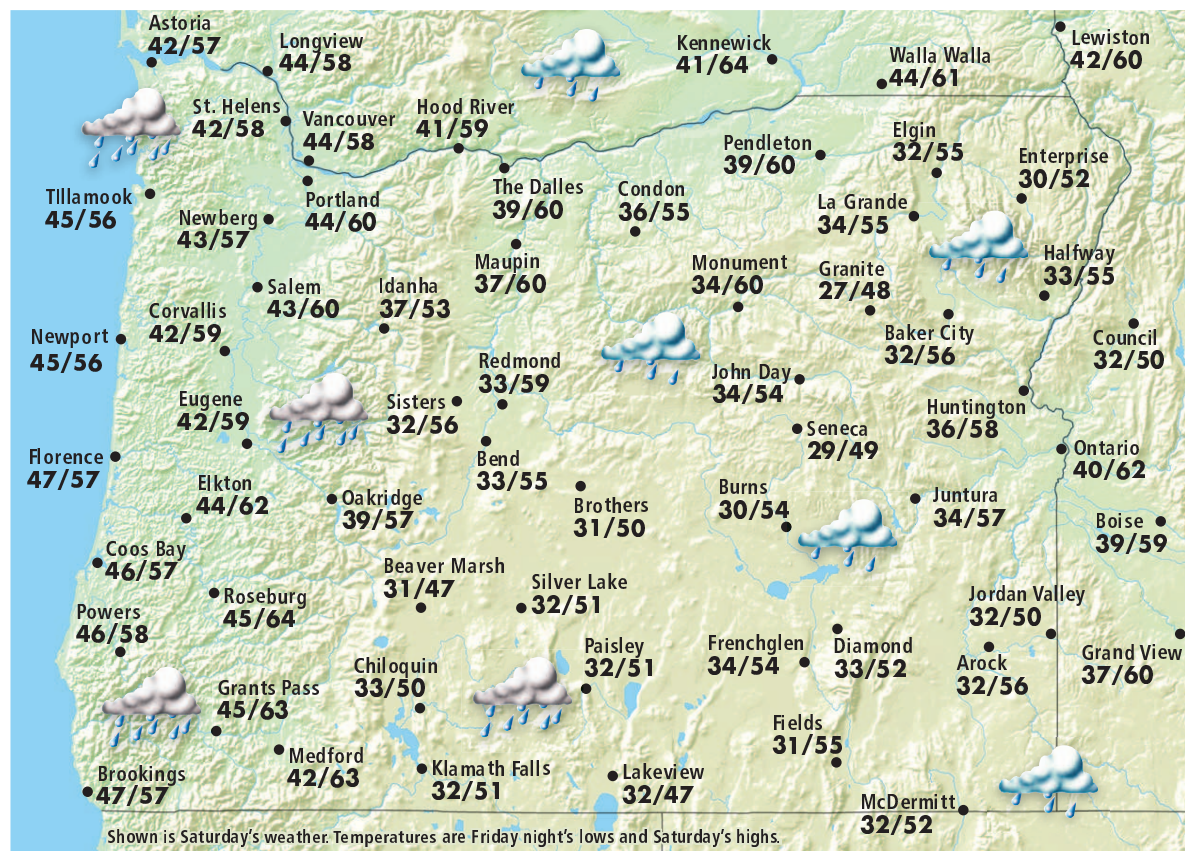 Astoria
42/57
Longview
44/58
Kennewick
41/64
Walla Walla
44/61
Lewiston
42/60
St. Helens
42/58
Vancouver
44/58
Hood River
41/59
Pendleton
39/60
Elgin
32/55
Enterprise
30/52
TIllamook
45/56
Newberg
43/57
Portland
44/60
The Dalles
39/60
Condon
36/55
La Grande
34/55
Maupin
37/60
Monument
34/60
Granite
27/48
Halfway
33/55
Salem
43/60
Idanha
37/53
Corvallis
42/59
Newport
45/56
Baker City
32/56
Council
32/50
Redmond
33/59
John Day
34/54
Eugene
42/59
Sisters
32/56
Huntington
36/58
Seneca
29/49
Florence
47/57
Bend
33/55
Ontario
40/62
Elkton
44/62
Oakridge
39/57
Brothers
31/50
Burns
30/54
Juntura
34/57
Boise
39/59
Coos Bay
46/57
Beaver Marsh
31/47
Silver Lake
32/51
Roseburg
45/64
Jordan Valley
32/50
Powers
46/58
Paisley
32/51
Frenchglen
34/54
Diamond
33/52
Arock
32/56
Grand View
37/60
Chiloquin
33/50
Grants Pass
45/63
Fields
31/55
Medford
42/63
Klamath Falls
32/51
Lakeview
32/47
Brookings
47/57
McDermitt
32/52
Shown is Saturday's weather. Temperatures are Friday night's lows and Saturday's highs.